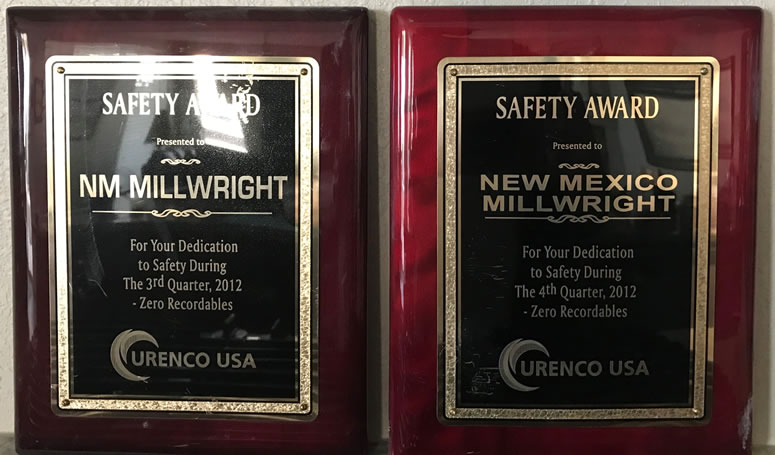 SAFETY AWARD
Presented to
NM MILLWRIGHT
For Your Dedication
to Safety During
The 3rd Quarter, 2012
- Zero Recordables
URENCO USA
SAFETY AWARD
Presented to
NEW MEXICO
MILLWRIGHT
For Your Dedication
to Safety During
The 4th Quarter, 2012
- Zero Recordables
URENCO USA